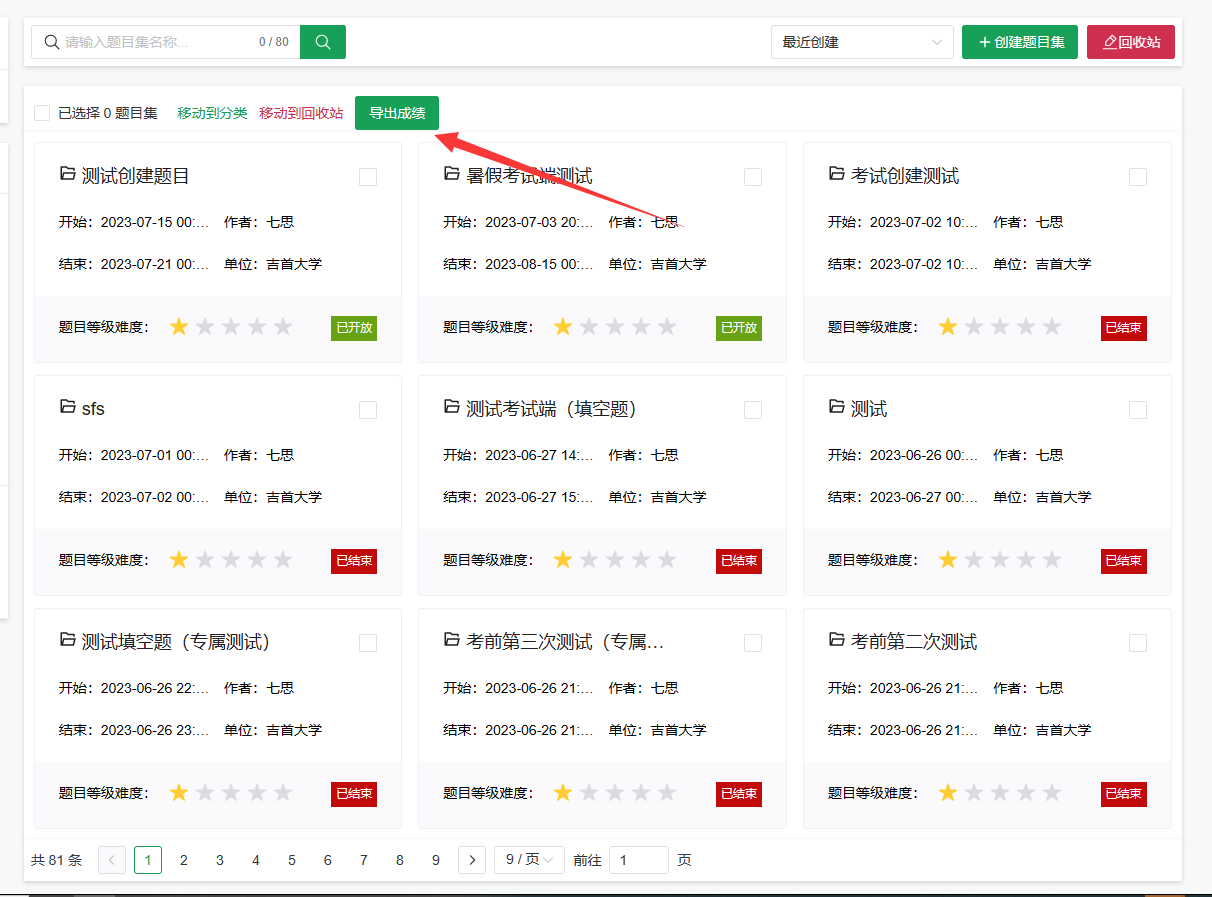 请输入题目集名称... 0 / 80 最近创建 创建题目集 回收站
已选择 0 题目集 移动到分类 移动到回收站 导出成绩
测试创建题目
开始：2023-07-15 00:... 作者：七思
结束：2023-07-21 00:... 单位：吉首大学
题目等级难度： 已开放
暑假考试端测试
开始：2023-07-03 20:... 作者：七思
结束：2023-08-15 00:... 单位：吉首大学
题目等级难度： 已开放
考试创建测试
开始：2023-07-02 10:... 作者：七思
结束：2023-07-02 10:... 单位：吉首大学
题目等级难度： 已结束
sfs
开始：2023-07-01 00:... 作者：七思
结束：2023-07-02 00:... 单位：吉首大学
题目等级难度： 已结束
测试考试端（填空题）
开始：2023-06-27 14:... 作者：七思
结束：2023-06-27 15:... 单位：吉首大学
题目等级难度： 已结束
测试
开始：2023-06-26 00:... 作者：七思
结束：2023-06-27 00:... 单位：吉首大学
题目等级难度： 已结束
测试填空题（专属测试）
开始：2023-06-26 22:... 作者：七思
结束：2023-06-26 23:... 单位：吉首大学
题目等级难度： 已结束
考前第三次测试（专属...
开始：2023-06-26 21:... 作者：七思
结束：2023-06-26 21:... 单位：吉首大学
题目等级难度： 已结束
考前第二次测试
开始：2023-06-26 21:... 作者：七思
结束：2023-06-26 21:... 单位：吉首大学
题目等级难度： 已结束
共 81 条 1 2 3 4 5 6 7 8 9 9 / 页 前往 1 页